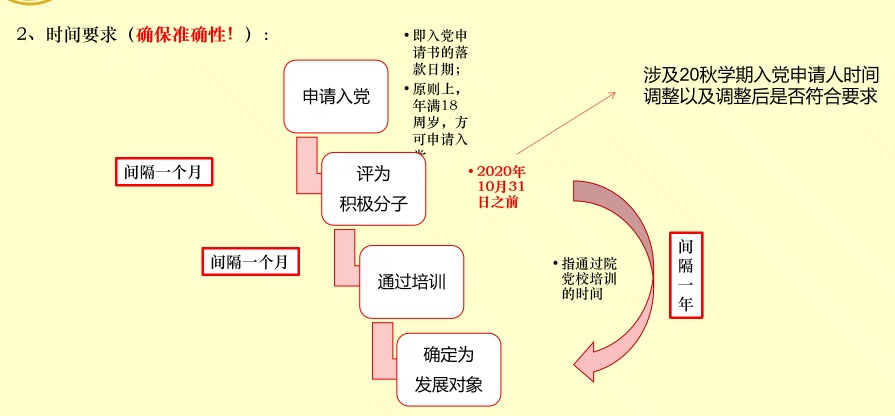 2、时间要求（确保准确性！）：
•即入党申
请书的落
款日期；
•原则上，
年满18
周岁，方
可申请入
申请入党
涉及20秋学期入党申请人时间
调整以及调整后是否符合要求
间隔一个月
评为
积极分子
•2020年
10月31
日之前
间隔一个月
通过培训
•指通过院
党校培训
的时间
间
隔
一
年
确定为
发展对象